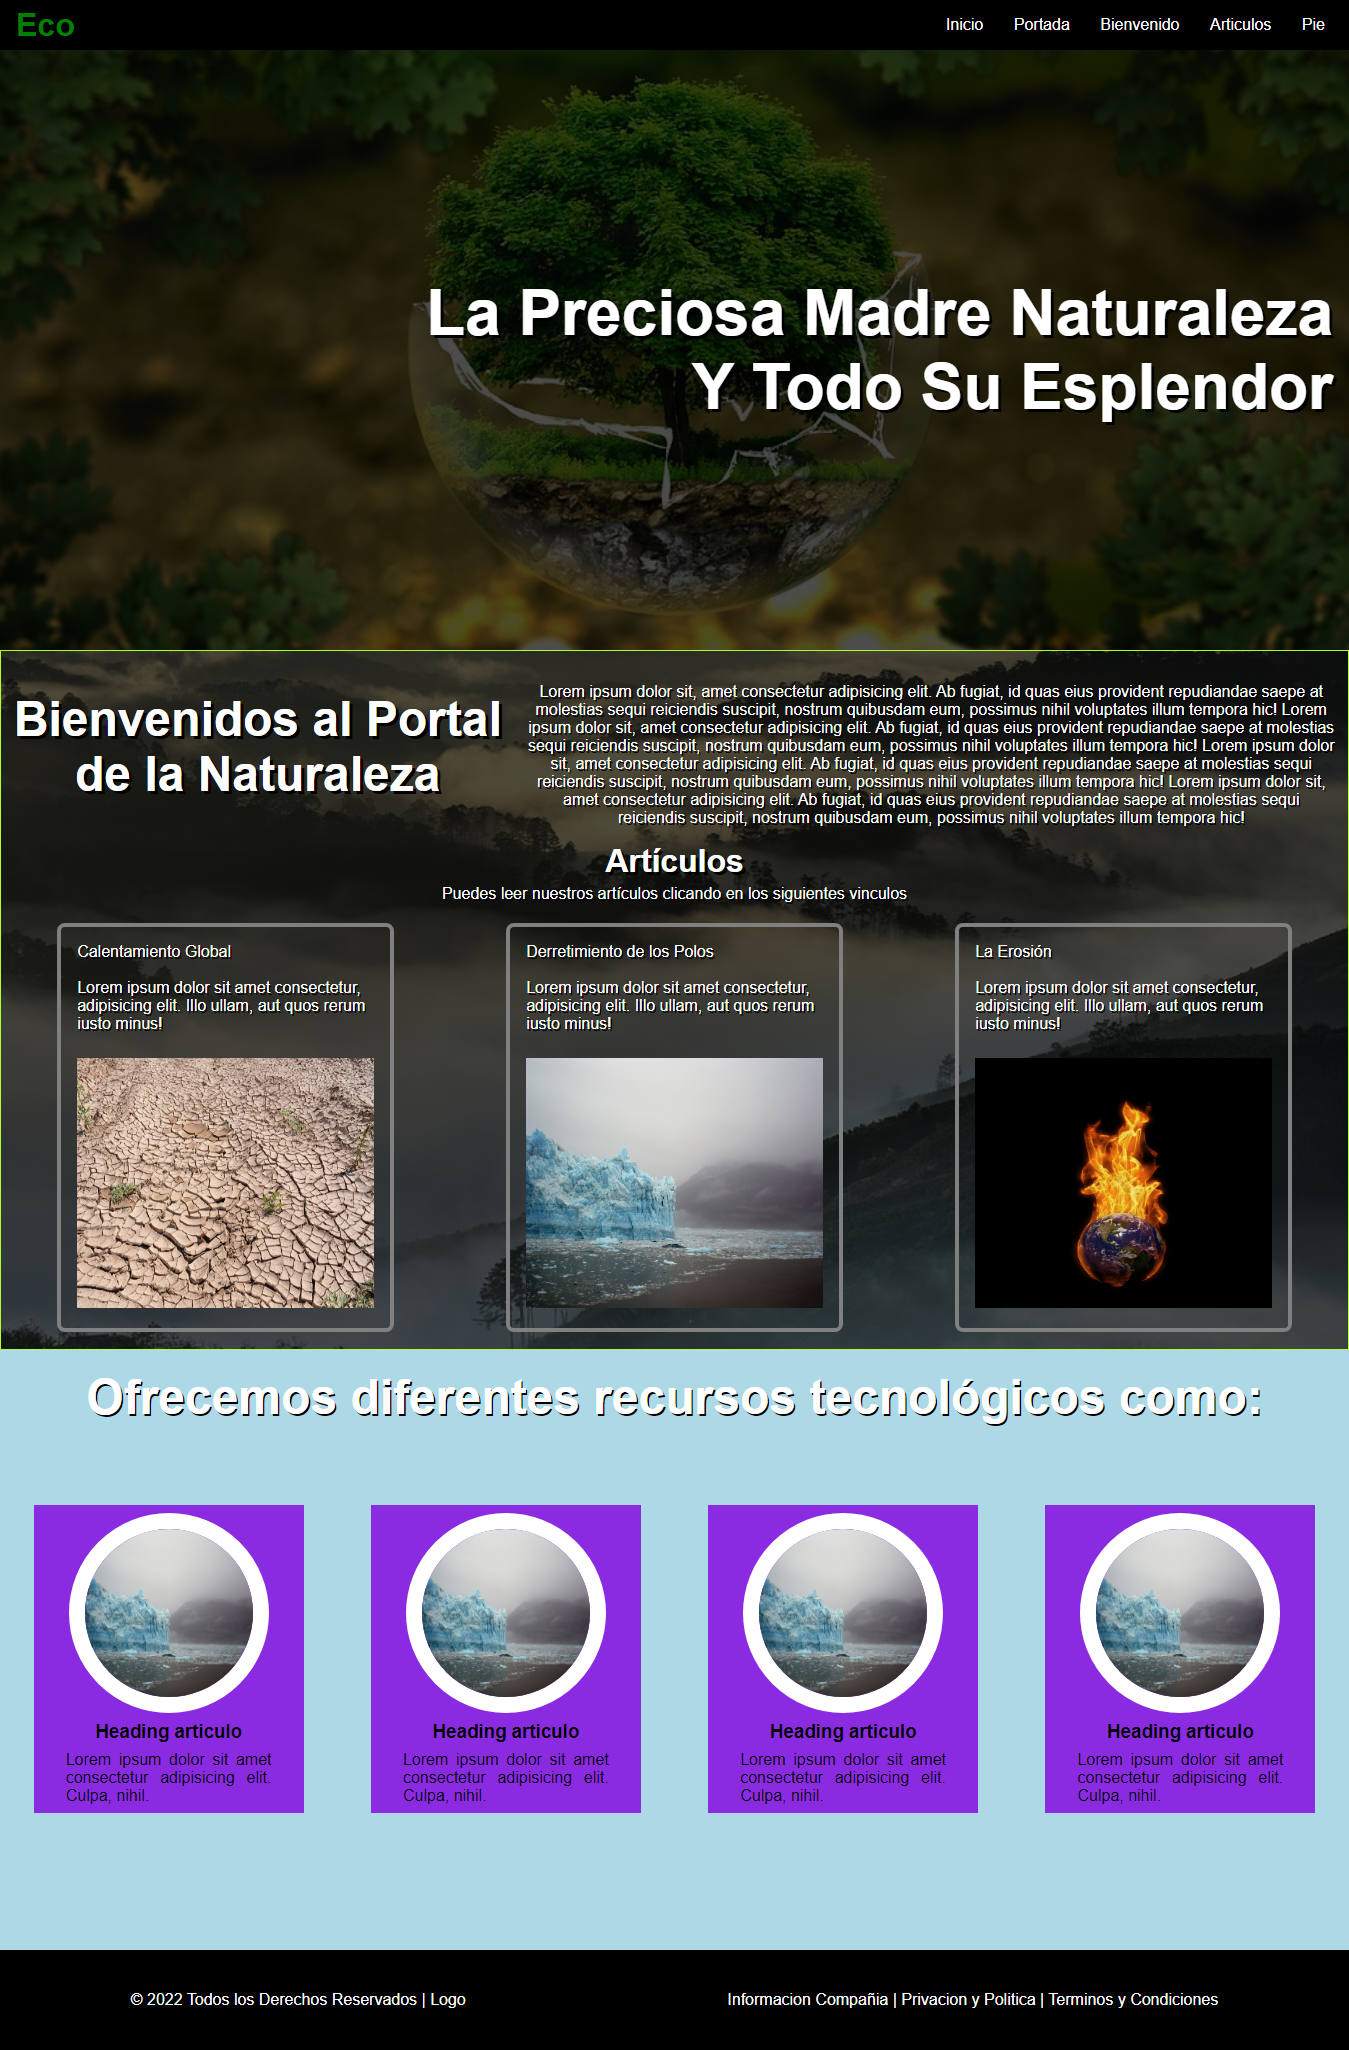 Eco
Inicio Portada Bienvenido Articulos Pie
La Preciosa Madre Naturaleza
Y Todo Su Esplendor
Bienvenidos al Portal
de la Naturaleza
Lorem ipsum dolor sit, amet consectetur adipisicing elit. Ab fugiat, id quas eius provident repudiandae saepe at
molestias sequi reiciendis suscipit, nostrum quibusdam eum, possimus nihil voluptates illum tempora hic! Lorem
ipsum dolor sit, amet consectetur adipisicing elit. Ab fugiat, id quas eius provident repudiandae saepe at molestias
sequi reiciendis suscipit, nostrum quibusdam eum, possimus nihil voluptates illum tempora hic! Lorem ipsum dolor
sit, amet consectetur adipisicing elit. Ab fugiat, id quas eius provident repudiandae saepe at molestias sequi
reiciendis suscipit, nostrum quibusdam eum, possimus nihil voluptates illum tempora hic! Lorem ipsum dolor sit,
amet consectetur adipisicing elit. Ab fugiat, id quas eius provident repudiandae saepe at molestias sequi
reiciendis suscipit, nostrum quibusdam eum, possimus nihil voluptates illum tempora hic!
Artículos
Puedes leer nuestros artículos clicando en los siguientes vinculos
Calentamiento Global
Lorem ipsum dolor sit amet consectetur,
adipisicing elit. Illo ullam, aut quos rerum
iusto minus!
Derretimiento de los Polos
Lorem ipsum dolor sit amet consectetur,
adipisicing elit. Illo ullam, aut quos rerum
iusto minus!
La Erosión
Lorem ipsum dolor sit amet consectetur,
adipisicing elit. Illo ullam, aut quos rerum
iusto minus!
Ofrecemos diferentes recursos tecnológicos como:
Heading articulo
Lorem ipsum dolor sit amet
consectetur adipisicing elit.
Culpa, nihil.
Heading articulo
Lorem ipsum dolor sit amet
consectetur adipisicing elit.
Culpa, nihil.
Heading articulo
Lorem ipsum dolor sit amet
consectetur adipisicing elit.
Culpa, nihil.
Heading articulo
Lorem ipsum dolor sit amet
consectetur adipisicing elit.
Culpa, nihil.
© 2022 Todos los Derechos Reservados | Logo
Informacion Compañia | Privacion y Politica | Terminos y Condiciones